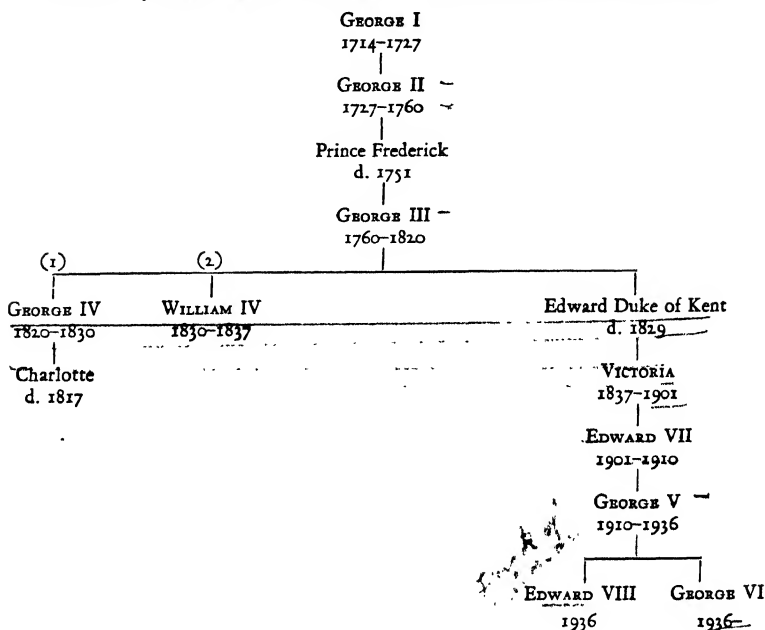 GEORGE I
1714–1727
GEORGE II
1727–1760
Prince Frederick
d. 1751
GEORGE III
1760–1820
(1) (2)
GEORGE IV WILLIAM IV Edward Duke of Kent
1820–1830 1830–1837 d. 1829
Charlotte VICTORIA
d. 1817 1837–1901
EDWARD VII
1901–1910
GEORGE V
1910–1936
EDWARD VIII GEORGE VI
1936 1936–